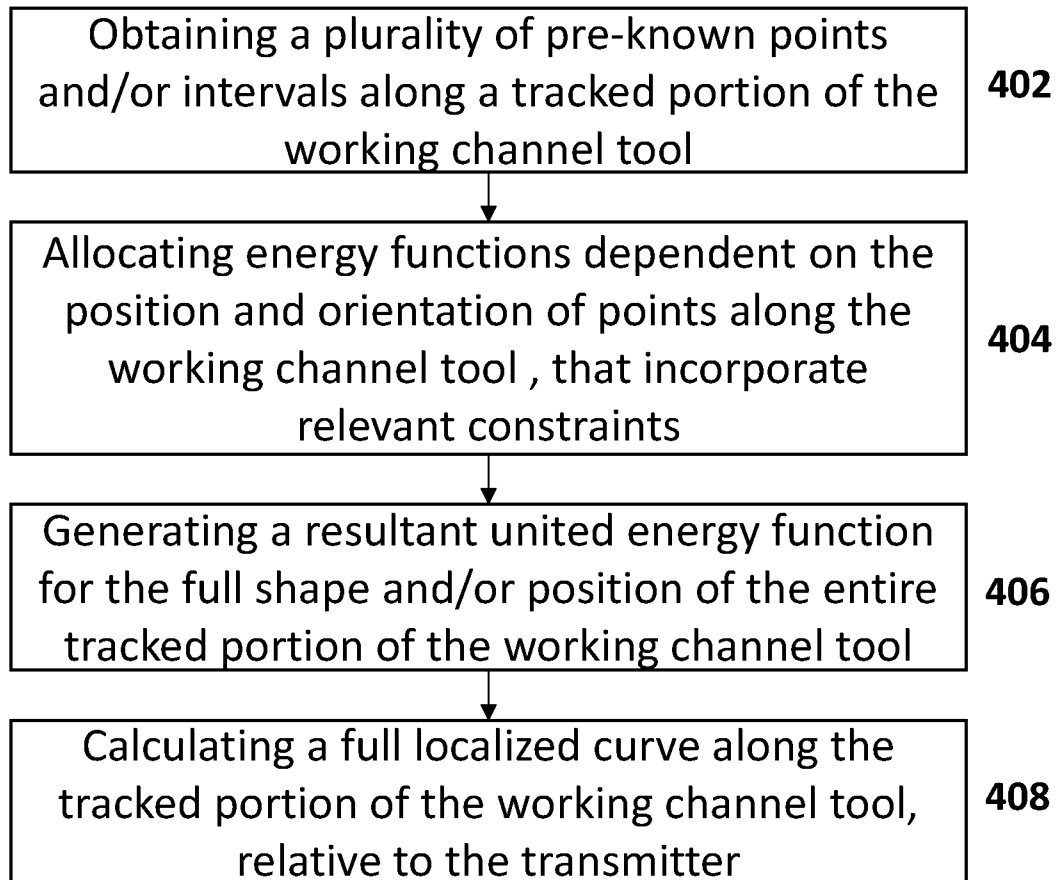 Obtaining a plurality of pre-known points
and/or intervals along a tracked portion of the
working channel tool
402
Allocating energy functions dependent on the
position and orientation of points along the
working channel tool , that incorporate
relevant constraints
404
Generating a resultant united energy function
for the full shape and/or position of the entire
tracked portion of the working channel tool
406
Calculating a full localized curve along the
tracked portion of the working channel tool,
relative to the transmitter
408